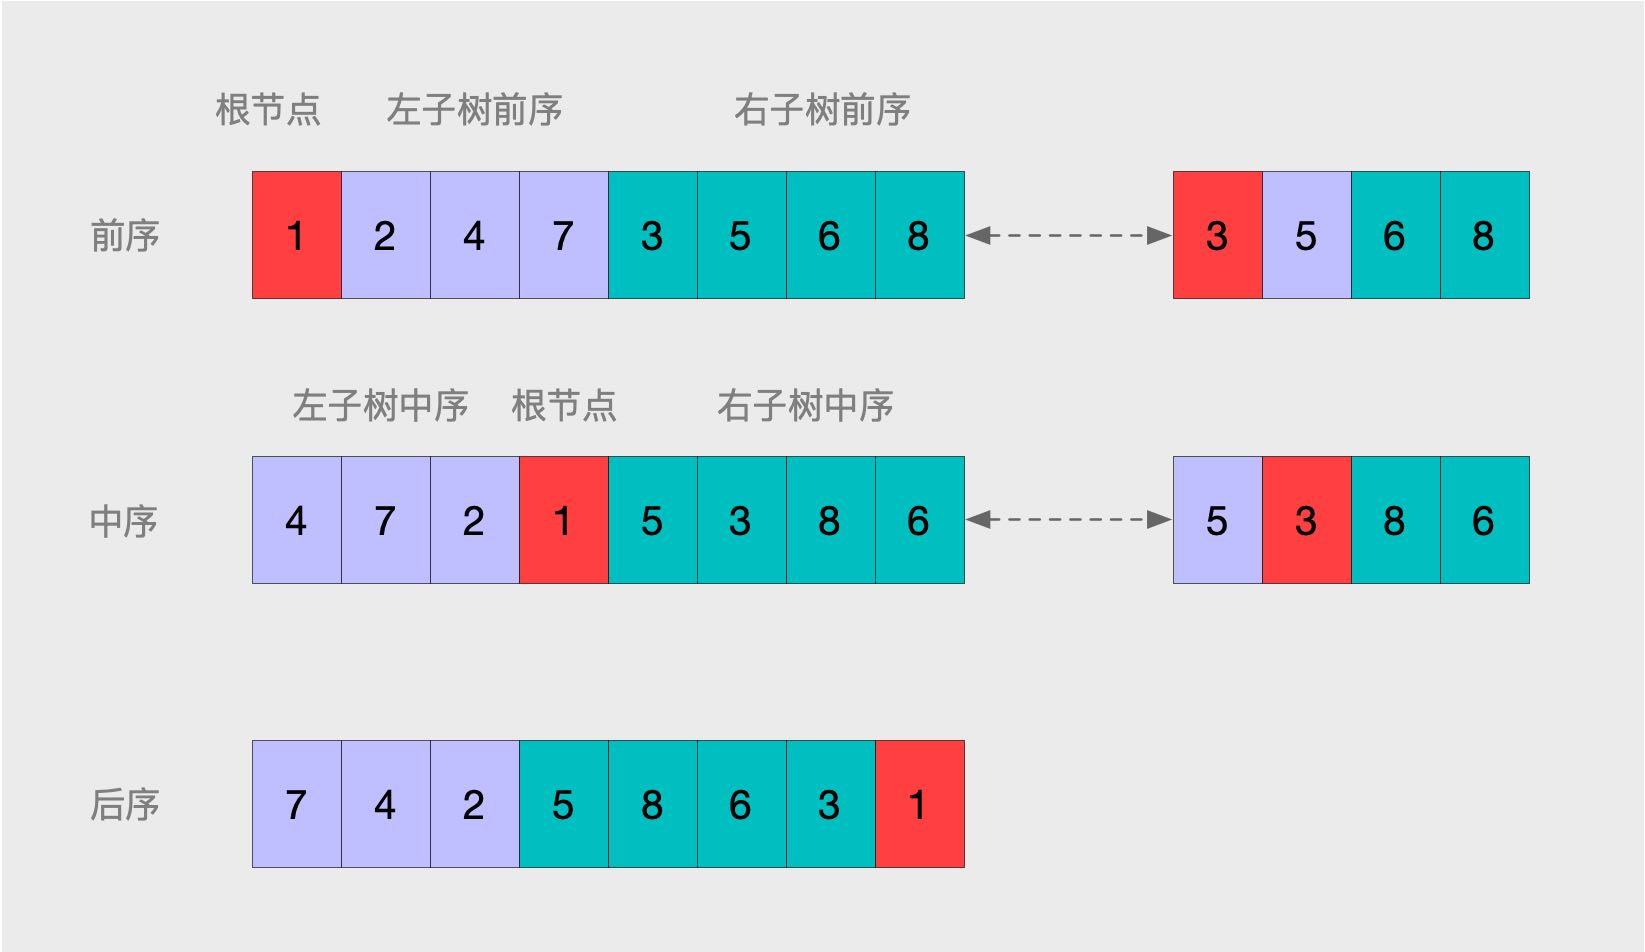 根节点 左子树前序 右子树前序
前序 1 2 4 7 3 5 6 8 3 5 6 8
左子树中序 根节点 右子树中序
中序 4 7 2 1 5 3 8 6 5 3 8 6
后序 7 4 2 5 8 6 3 1